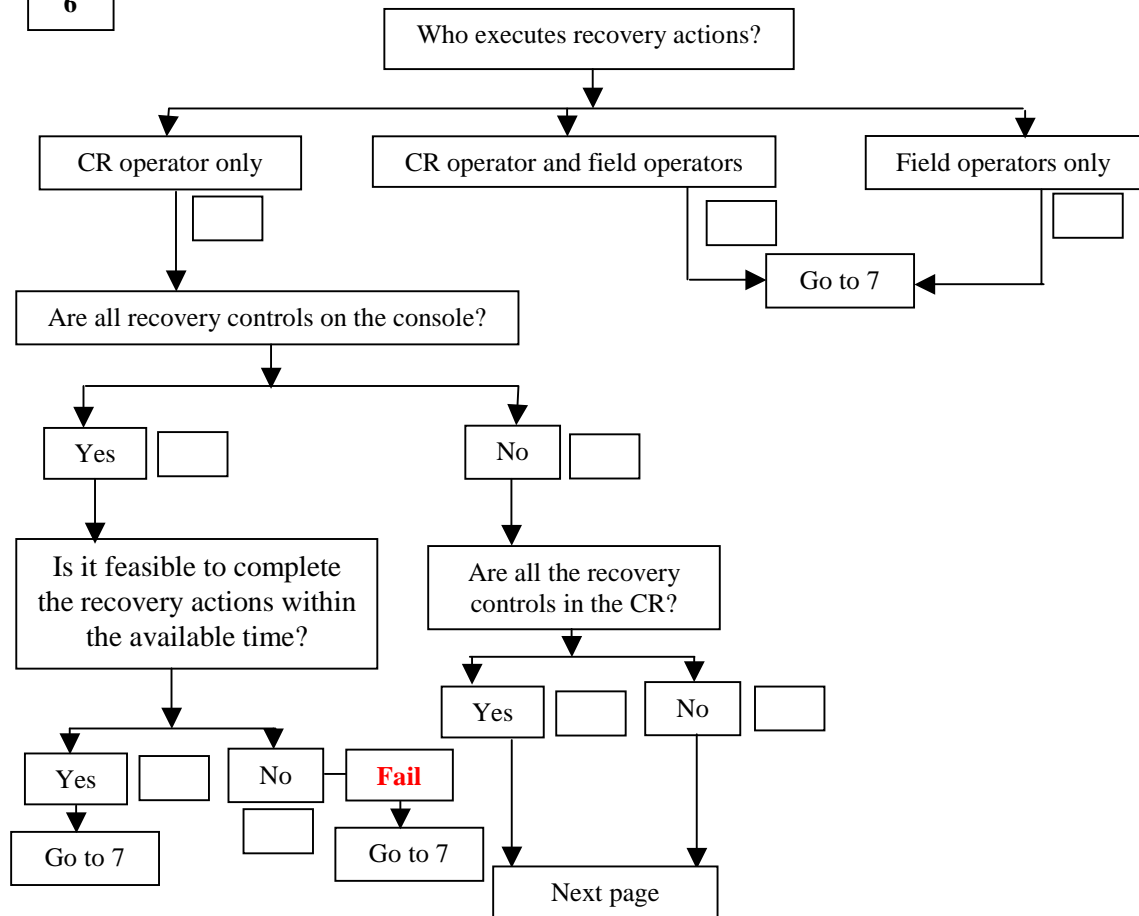 6
Who executes recovery actions?
CR operator only
CR operator and field operators
Field operators only
Go to 7
Are all recovery controls on the console?
Yes
No
Is it feasible to complete
the recovery actions within
the available time?
Are all the recovery
controls in the CR?
Yes
No
Yes
No
Fail
Go to 7
Go to 7
Next page